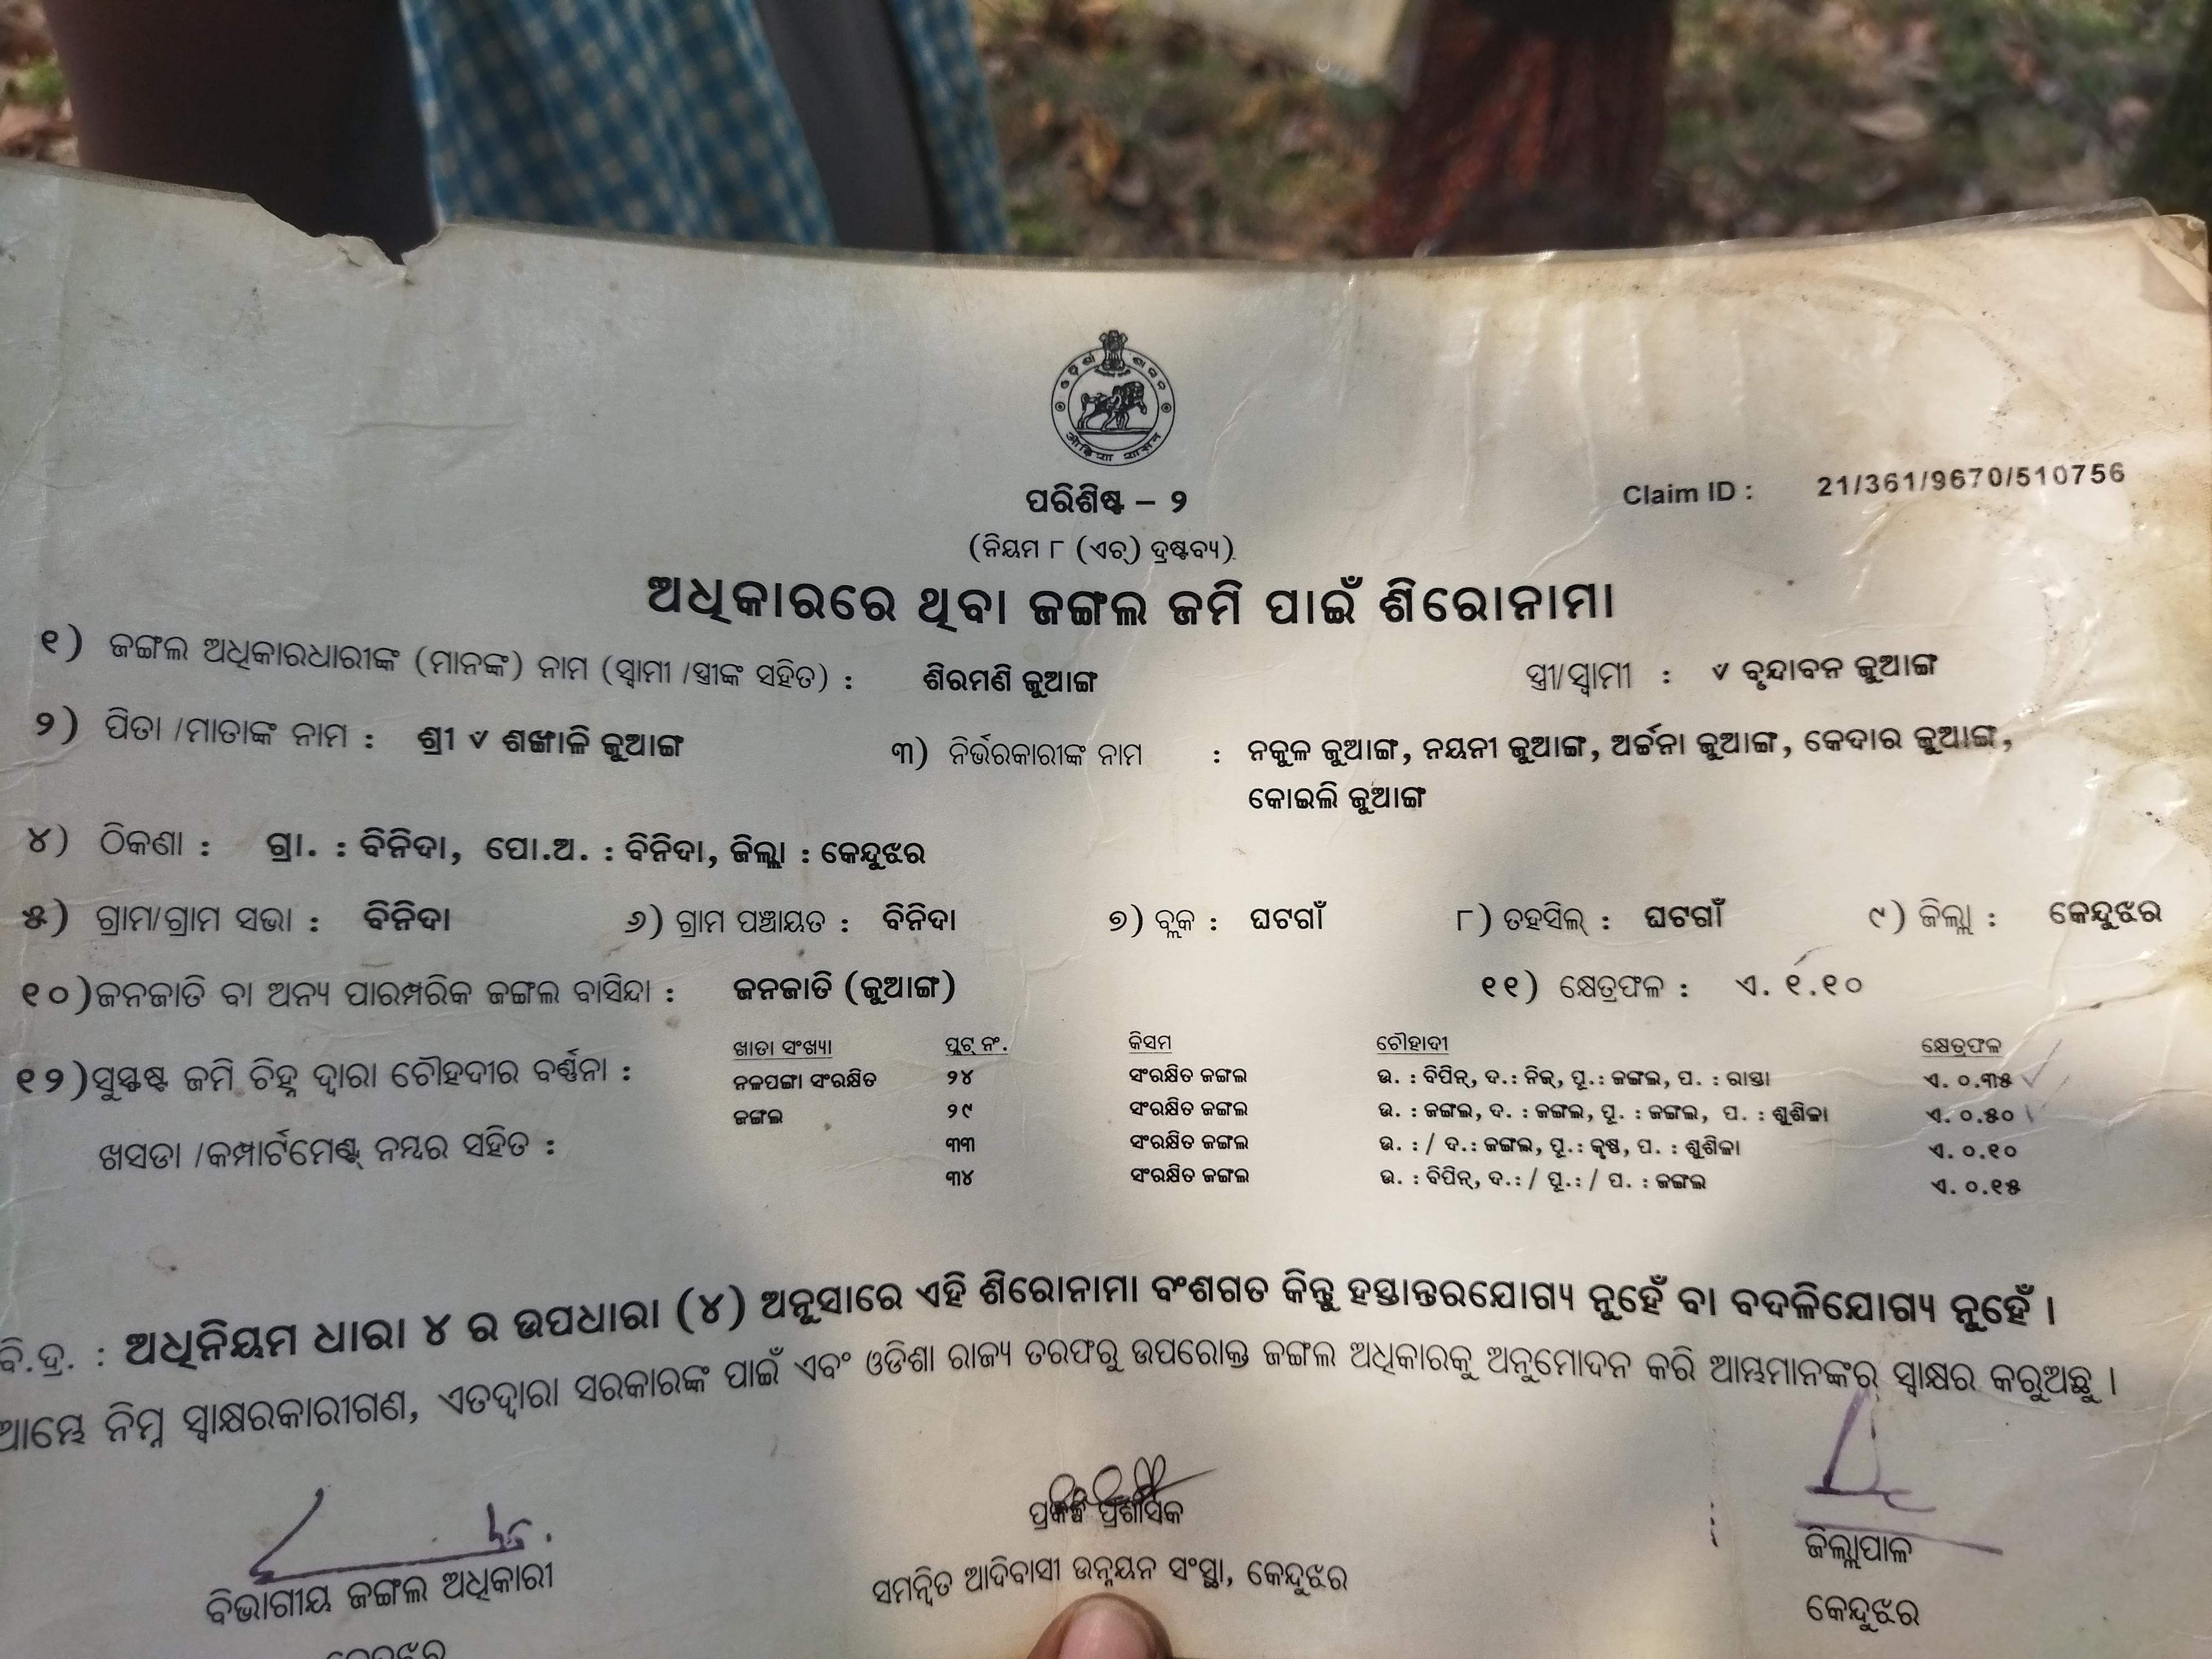 ଓଡ଼ିଶା ଶାସନ
ओड़िशा शासन
ପରିଶିଷ୍ଟ – ୨
Claim ID : 21/361/9670/510756
(ନିୟମ ୮ (ଏଚ୍) ଦ୍ରଷ୍ଟବ୍ୟ)
ଅଧିକାରରେ ଥିବା ଜଙ୍ଗଲ ଜମି ପାଇଁ ଶିରୋନାମା
୧) ଜଙ୍ଗଲ ଅଧିକାରଧାରୀଙ୍କ (ମାନଙ୍କ) ନାମ (ସ୍ଵାମୀ /ସ୍ତ୍ରୀଙ୍କ ସହିତ) : ଶିରମଣି ଜୁଆଙ୍ଗ ସ୍ତ୍ରୀ/ସ୍ଵାମୀ : ୰ ବୃନ୍ଦାବନ ଜୁଆଙ୍ଗ
୨) ପିତା /ମାତାଙ୍କ ନାମ : ଶ୍ରୀ ୰ ଶଙ୍ଖାଳି ଜୁଆଙ୍ଗ ୩) ନିର୍ଭରକାରୀଙ୍କ ନାମ : ନକୁଳ ଜୁଆଙ୍ଗ, ନୟନୀ ଜୁଆଙ୍ଗ, ଅର୍ଚ୍ଚନା ଜୁଆଙ୍ଗ, କେଦାର ଜୁଆଙ୍ଗ,
କୋଇଲି ଜୁଆଙ୍ଗ
୪) ଠିକଣା : ଗ୍ରା. : ବିନିଦା, ପୋ.ଅ. : ବିନିଦା, ଜିଲ୍ଲା : କେନ୍ଦୁଝର
୫) ଗ୍ରାମ/ଗ୍ରାମ ସଭା : ବିନିଦା ୬) ଗ୍ରାମ ପଞ୍ଚାୟତ : ବିନିଦା ୭) ବ୍ଲକ : ଘଟଗାଁ ୮) ତହସିଲ୍ : ଘଟଗାଁ ୯) ଜିଲ୍ଲା : କେନ୍ଦୁଝର
୧୦) ଜନଜାତି ବା ଅନ୍ୟ ପାରମ୍ପରିକ ଜଙ୍ଗଲ ବାସିନ୍ଦା : ଜନଜାତି (ଜୁଆଙ୍ଗ) ୧୧) କ୍ଷେତ୍ରଫଳ : ଏ. ୧.୧୦
ଖାତା ସଂଖ୍ୟା ପ୍ଲଟ୍ ନଂ. କିସମ ଚୌହାଦୀ କ୍ଷେତ୍ରଫଳ
୧୨) ସୁସ୍ପଷ୍ଟ ଜମି ଚିହ୍ନ ଦ୍ଵାରା ଚୌହଦୀର ବର୍ଣ୍ଣନା : ନଳପଙ୍ଗା ସଂରକ୍ଷିତ ୨୪ ସଂରକ୍ଷିତ ଜଙ୍ଗଲ ଉ. : ବିପିନ୍, ଦ.: ନିଜ୍, ପୂ.: ଜଙ୍ଗଲ, ପ. : ରାସ୍ତା ଏ. ୦.୩୫
ଜଙ୍ଗଲ ୨୯ ସଂରକ୍ଷିତ ଜଙ୍ଗଲ ଉ. : ଜଙ୍ଗଲ, ଦ. : ଜଙ୍ଗଲ, ପୂ. : ଜଙ୍ଗଲ, ପ. : ଶୁଶିଳା ଏ. ୦.୫୦
ଖସଡା /କମ୍ପାର୍ଟମେଣ୍ଟ୍ ନମ୍ବର ସହିତ : ୩୩ ସଂରକ୍ଷିତ ଜଙ୍ଗଲ ଉ. : / ଦ.: ଜଙ୍ଗଲ, ପୂ.: କୃଷ୍ଣ, ପ. : ଶୁଶିଳା ଏ. ୦.୧୦
୩୪ ସଂରକ୍ଷିତ ଜଙ୍ଗଲ ଉ. : ବିପିନ୍, ଦ.: / ପୂ.: / ପ. : ଜଙ୍ଗଲ ଏ. ୦.୧୫
ବି.ଦ୍ର. : ଅଧିନିୟମ ଧାରା ୪ ର ଉପଧାରା (୪) ଅନୁସାରେ ଏହି ଶିରୋନାମା ବଂଶଗତ କିନ୍ତୁ ହସ୍ତାନ୍ତରଯୋଗ୍ୟ ନୁହେଁ ବା ବଦଳିଯୋଗ୍ୟ ନୁହେଁ ।
ଆମ୍ଭେ ନିମ୍ନ ସ୍ଵାକ୍ଷରକାରୀଗଣ, ଏତଦ୍ଵାରା ସରକାରଙ୍କ ପାଇଁ ଏବଂ ଓଡିଶା ରାଜ୍ୟ ତରଫରୁ ଉପରୋକ୍ତ ଜଙ୍ଗଲ ଅଧିକାରକୁ ଅନୁମୋଦନ କରି ଆମ୍ଭମାନଙ୍କର ସ୍ଵାକ୍ଷର କରୁଅଛୁ ।
ବିଭାଗୀୟ ଜଙ୍ଗଲ ଅଧିକାରୀ ପ୍ରକଳ୍ପ ପ୍ରଶାସକ ଜିଲ୍ଲାପାଳ
କେନ୍ଦୁଝର ସମନ୍ଵିତ ଆଦିବାସୀ ଉନ୍ନୟନ ସଂସ୍ଥା, କେନ୍ଦୁଝର କେନ୍ଦୁଝର